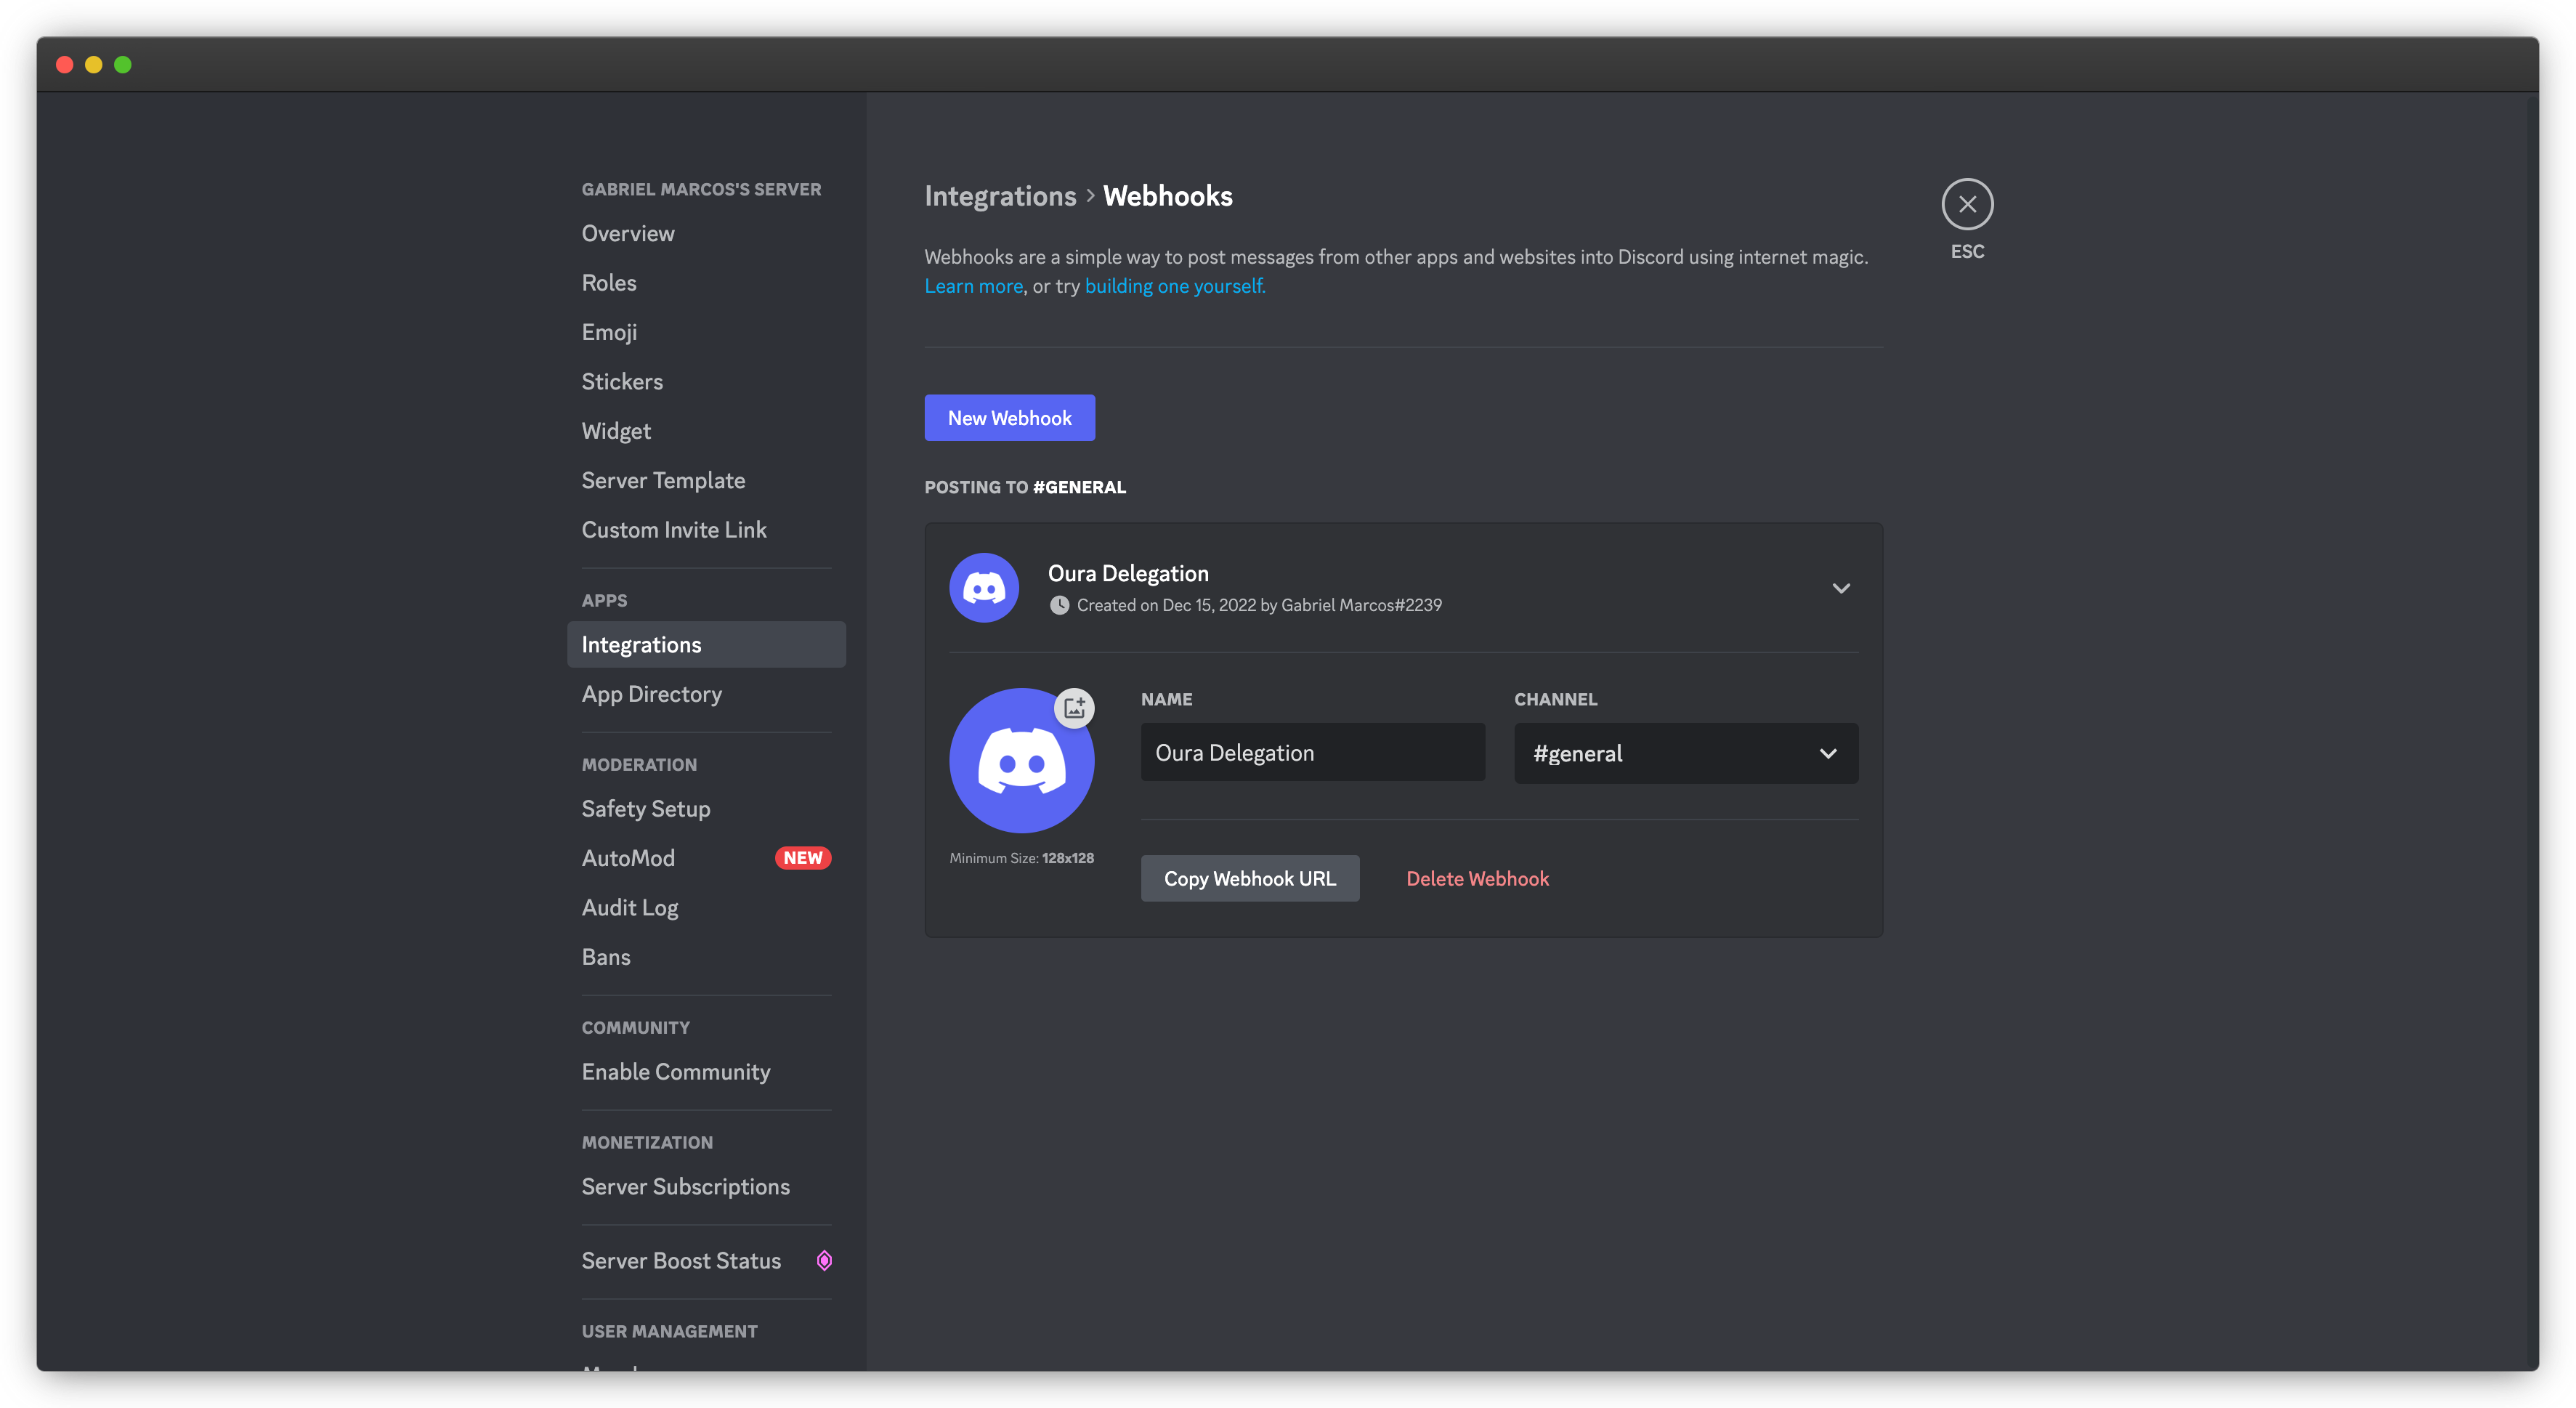 GABRIEL MARCOS'S SERVER
Overview
Roles
Emoji
Stickers
Widget
Server Template
Custom Invite Link
APPS
Integrations
App Directory
MODERATION
Safety Setup
AutoMod NEW
Audit Log
Bans
COMMUNITY
Enable Community
MONETIZATION
Server Subscriptions
Server Boost Status
USER MANAGEMENT
Integrations > Webhooks
ESC
Webhooks are a simple way to post messages from other apps and websites into Discord using internet magic.
Learn more, or try building one yourself.
New Webhook
POSTING TO #GENERAL
Oura Delegation
Created on Dec 15, 2022 by Gabriel Marcos#2239
NAME
Oura Delegation
CHANNEL
#general
Minimum Size: 128x128
Copy Webhook URL
Delete Webhook